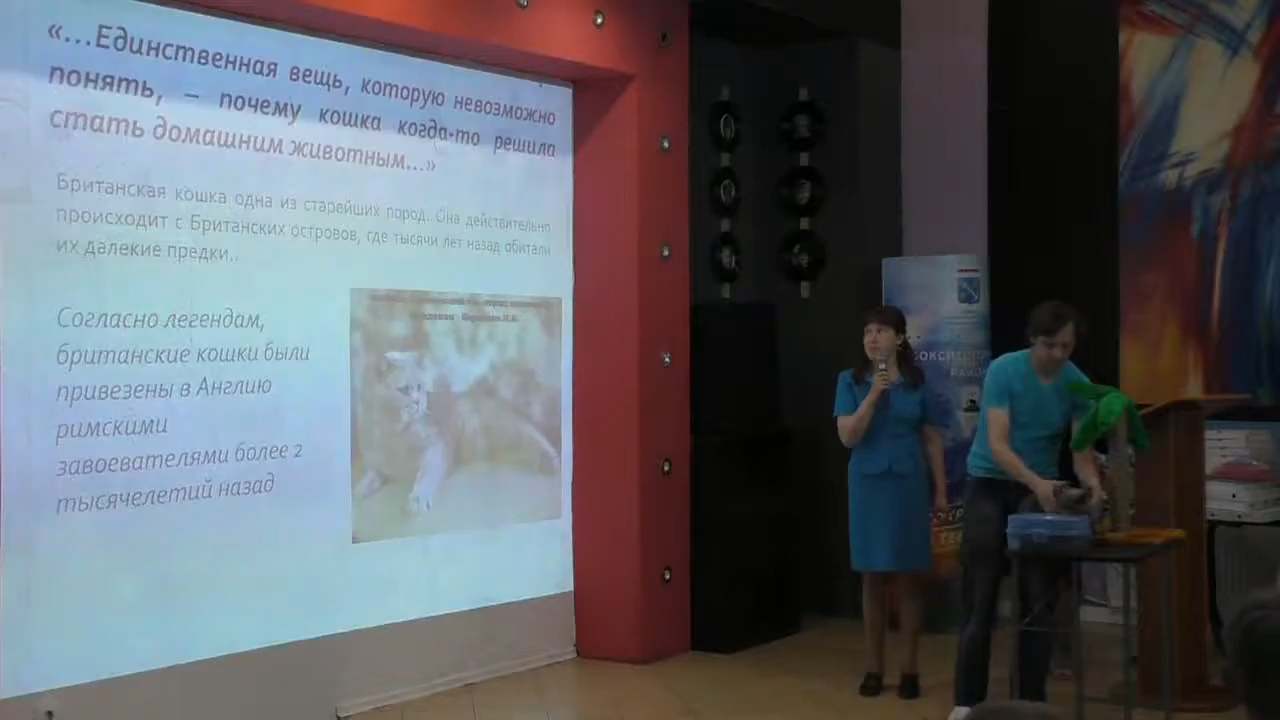 «...Единственная вещь, которую невозможно
понять, – почему кошка когда-то решила
стать домашним животным...»
Британская кошка одна из старейших пород. Она действительно
происходит с Британских островов, где тысячи лет назад обитали
их далекие предки..
Согласно легендам,
британские кошки были
привезены в Англию
римскими
завоевателями более 2
тысячелетий назад